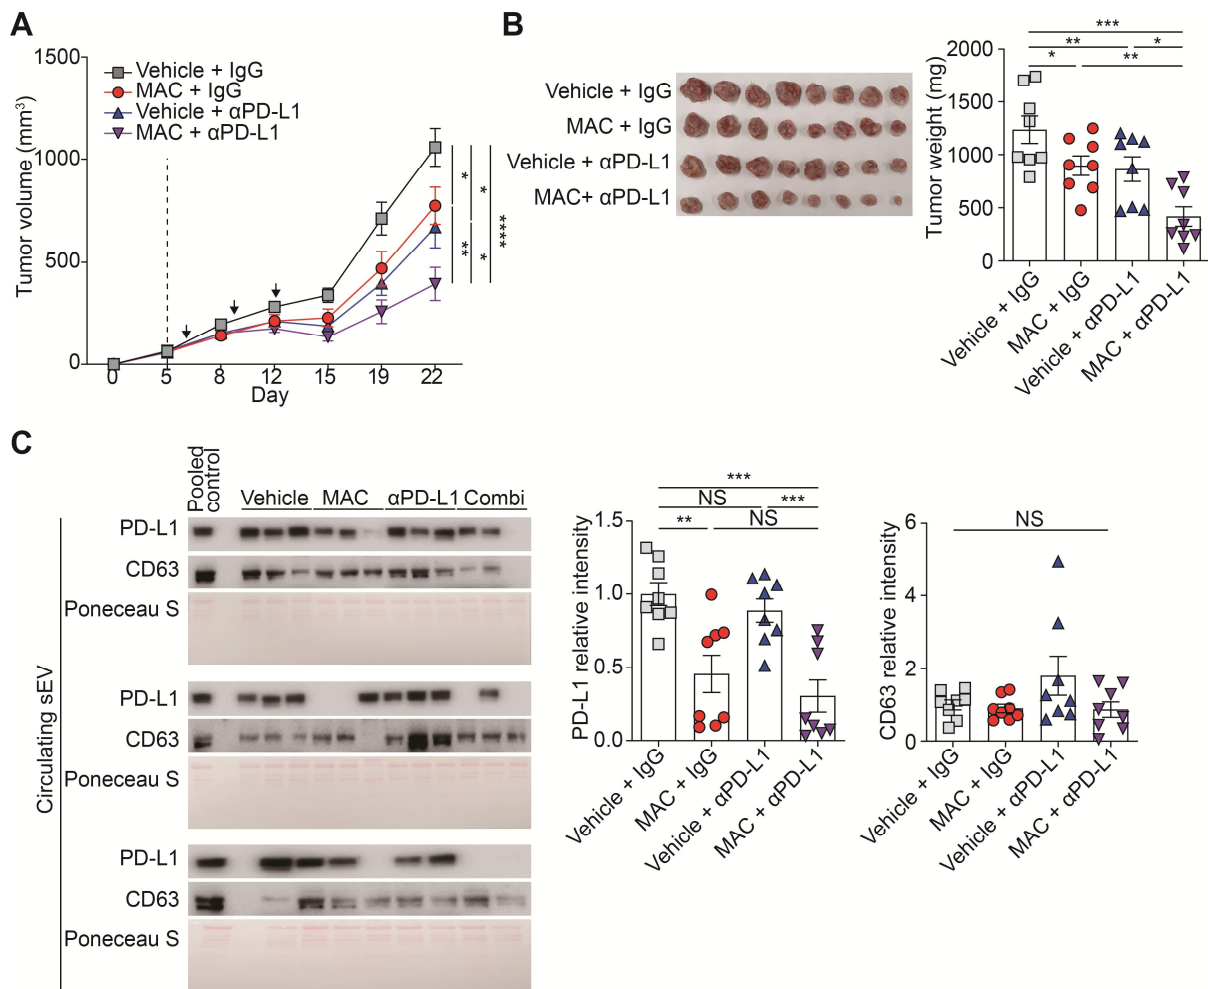 A
1500
1000
500
0
Tumor volume (mm³)
Vehicle + IgG
MAC + IgG
Vehicle + αPD-L1
MAC + αPD-L1
*
*
**
*
****
0 5 8 12 15 19 22
Day
B
Vehicle + IgG
MAC + IgG
Vehicle + αPD-L1
MAC+ αPD-L1
***
** *
* **
2000
1500
1000
500
0
Tumor weight (mg)
Vehicle + IgG
MAC + IgG
Vehicle + αPD-L1
MAC + αPD-L1
C
Pooled
control
Vehicle MAC αPD-L1 Combi
Circulating sEV
PD-L1
CD63
Poneceau S
PD-L1
CD63
Poneceau S
PD-L1
CD63
Poneceau S
***
NS ***
** NS
1.5
1.0
0.5
0.0
PD-L1 relative intensity
Vehicle + IgG
MAC + IgG
Vehicle + αPD-L1
MAC + αPD-L1
NS
6
4
2
0
CD63 relative intensity
Vehicle + IgG
MAC + IgG
Vehicle + αPD-L1
MAC + αPD-L1